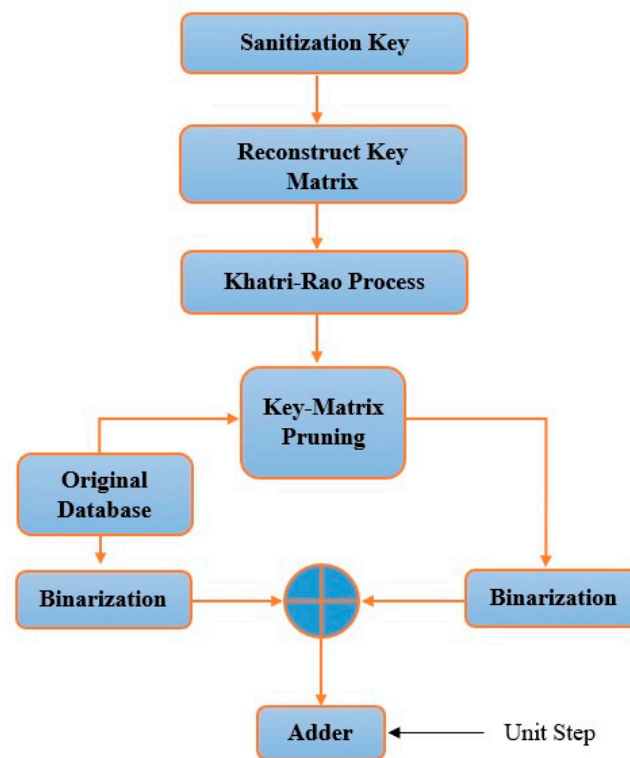 Sanitization Key
Reconstruct Key
Matrix
Khatri-Rao Process
Key-Matrix
Pruning
Original
Database
Binarization
Binarization
Adder
Unit Step